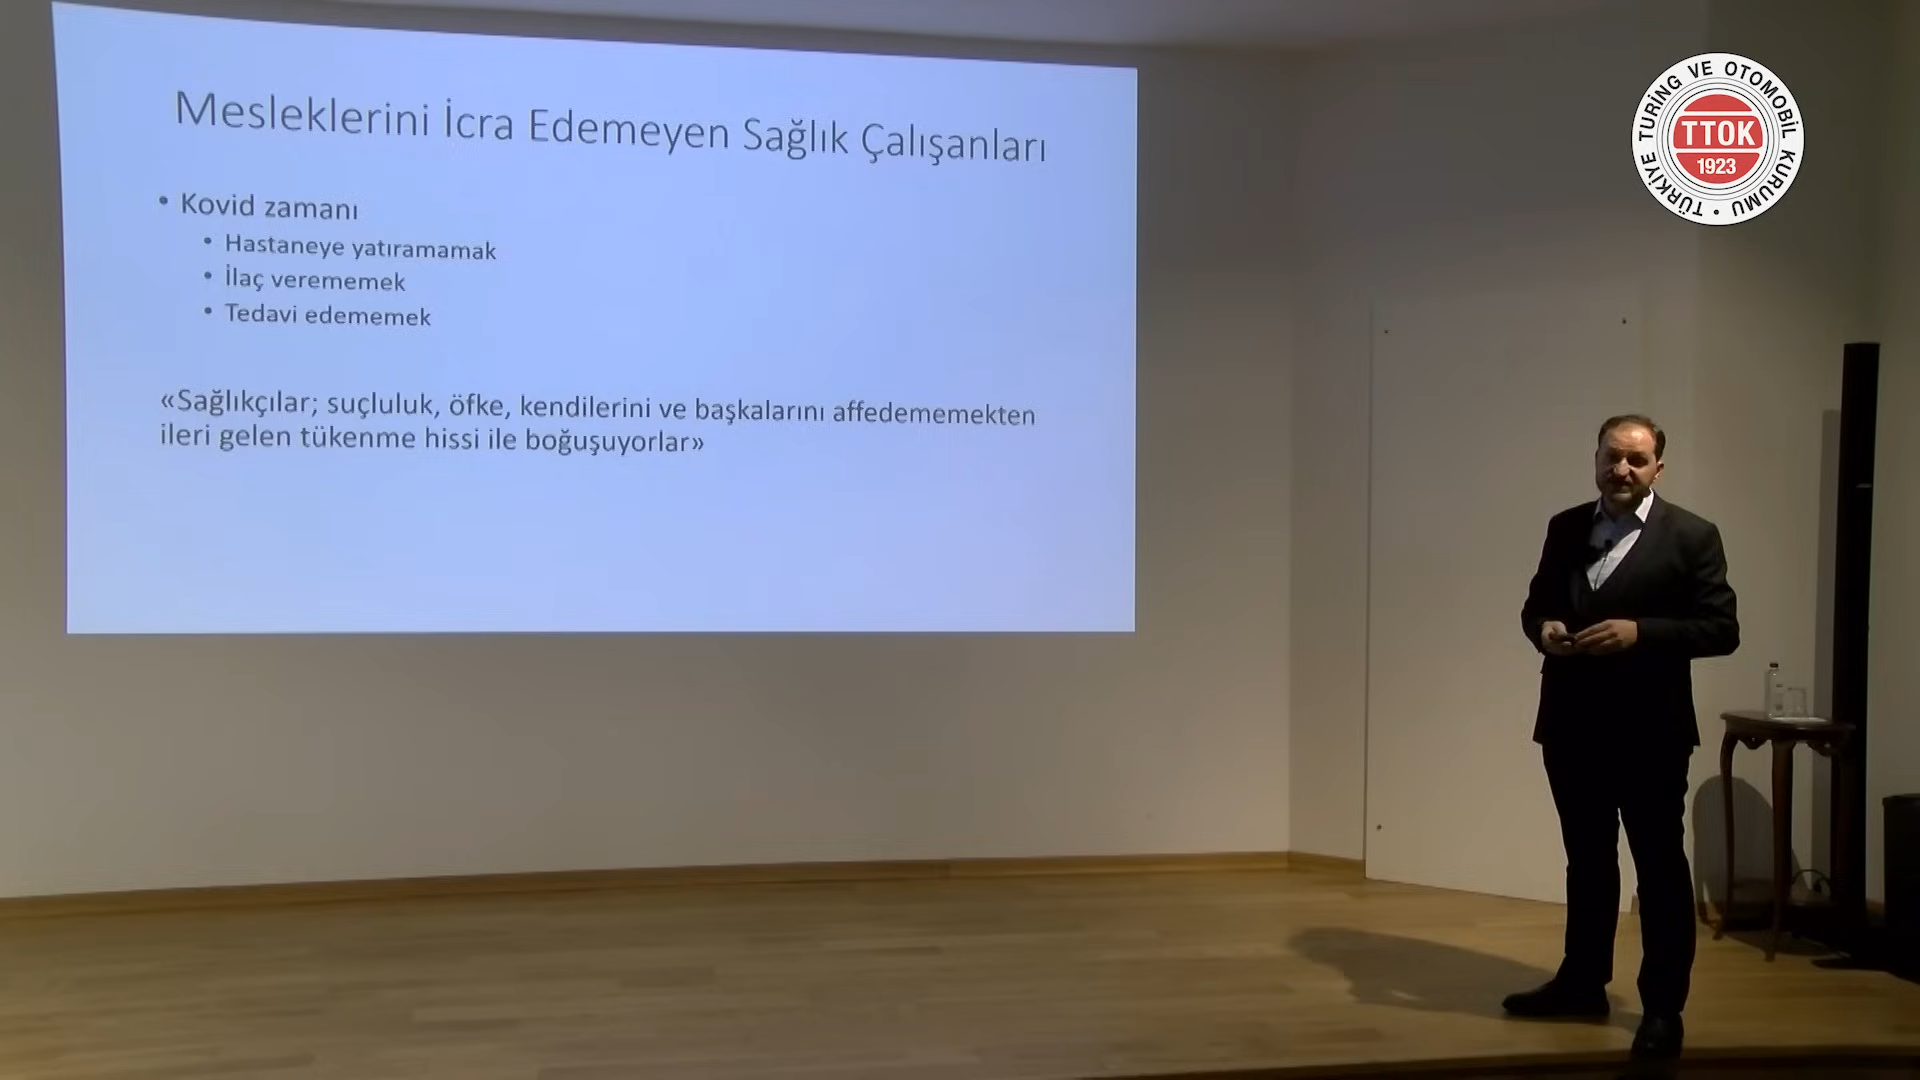 Mesleklerini İcra Edemeyen Sağlık Çalışanları
• Kovid zamanı
• Hastaneye yatıramamak
• İlaç verememek
• Tedavi edememek
«Sağlıkçılar; suçluluk, öfke, kendilerini ve başkalarını affedememekten
ileri gelen tükenme hissi ile boğuşuyorlar»
TÜRKİYE TURİNG VE OTOMOBİL KURUMU •
TTOK
1923